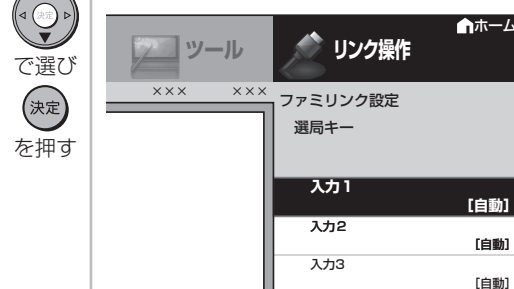 決定
で選び
決定
を押す
ツール
リンク操作
ホーム
×××
×××
ファミリンク設定
選局キー
入力1
[自動]
入力2
[自動]
入力3
[自動]